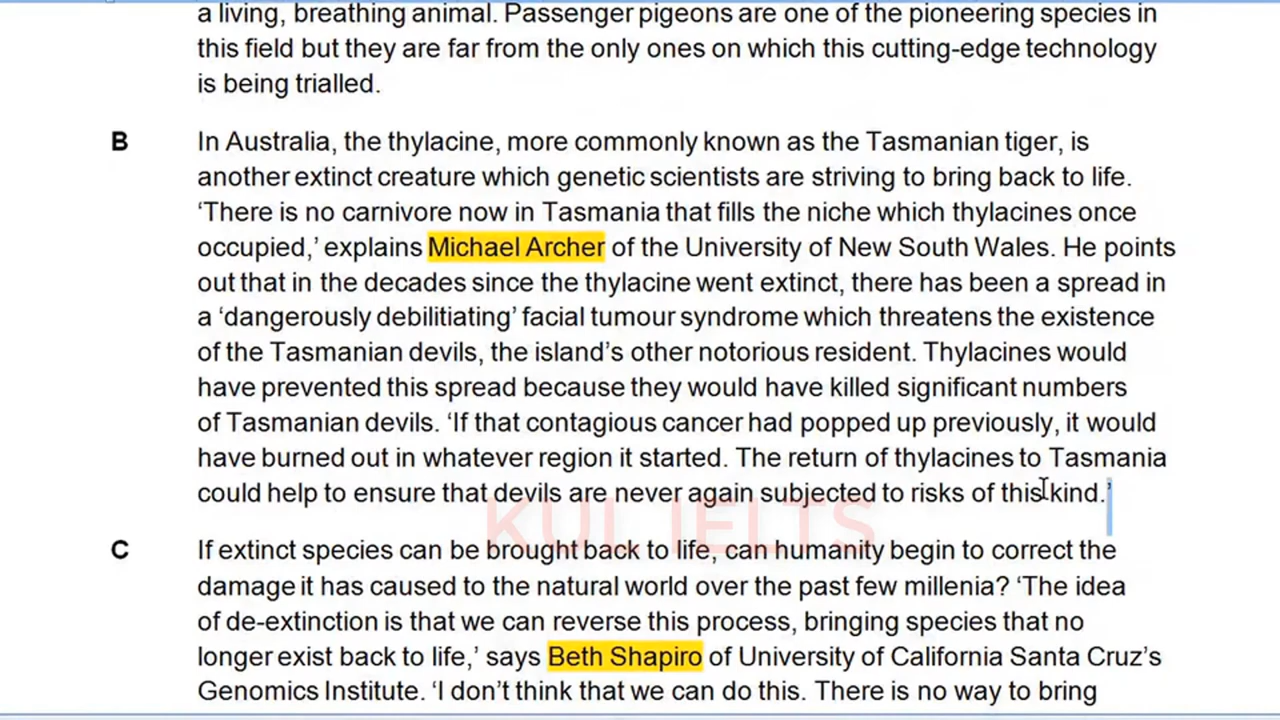 a living, breathing animal. Passenger pigeons are one of the pioneering species in
this field but they are far from the only ones on which this cutting-edge technology
is being trialled.
B In Australia, the thylacine, more commonly known as the Tasmanian tiger, is
another extinct creature which genetic scientists are striving to bring back to life.
‘There is no carnivore now in Tasmania that fills the niche which thylacines once
occupied,’ explains Michael Archer of the University of New South Wales. He points
out that in the decades since the thylacine went extinct, there has been a spread in
a ‘dangerously debilitiating’ facial tumour syndrome which threatens the existence
of the Tasmanian devils, the island’s other notorious resident. Thylacines would
have prevented this spread because they would have killed significant numbers
of Tasmanian devils. ‘If that contagious cancer had popped up previously, it would
have burned out in whatever region it started. The return of thylacines to Tasmania
could help to ensure that devils are never again subjected to risks of this kind.’
KUL IELTS
C If extinct species can be brought back to life, can humanity begin to correct the
damage it has caused to the natural world over the past few millenia? ‘The idea
of de-extinction is that we can reverse this process, bringing species that no
longer exist back to life,’ says Beth Shapiro of University of California Santa Cruz’s
Genomics Institute. ‘I don’t think that we can do this. There is no way to bring